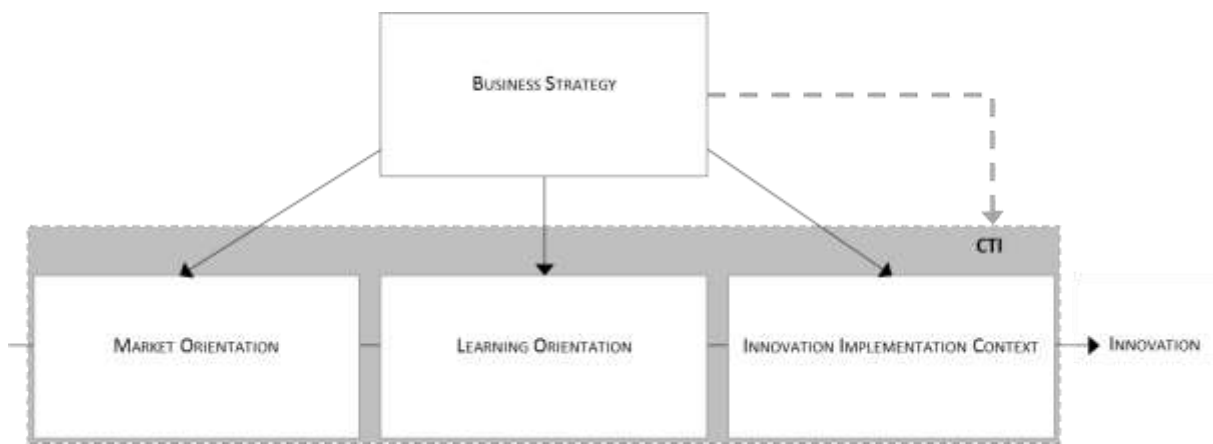 BUSINESS STRATEGY
CTI
MARKET ORIENTATION
LEARNING ORIENTATION
INNOVATION IMPLEMENTATION CONTEXT
INNOVATION